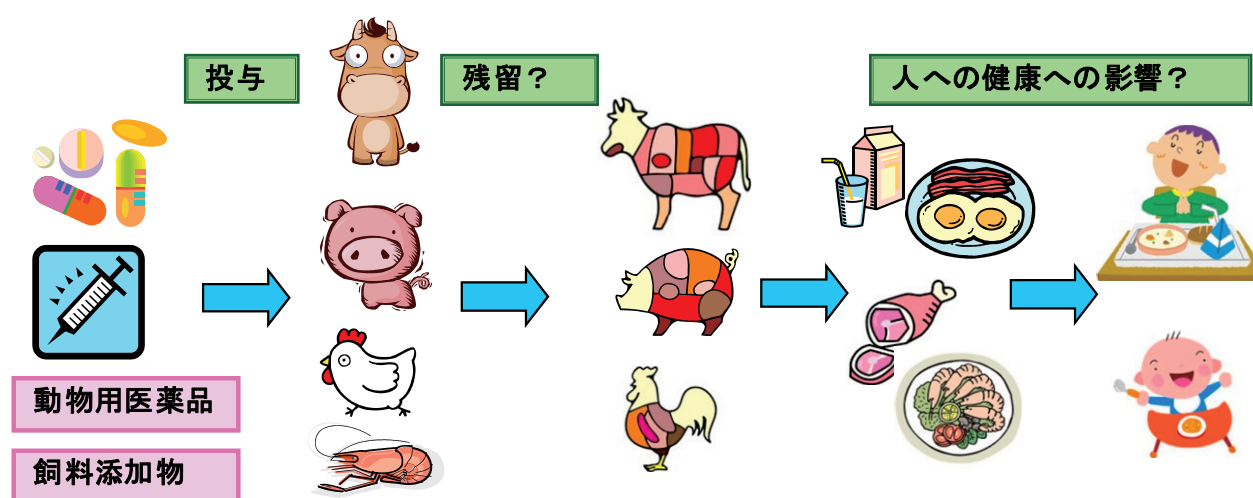 投与
残留？
人への健康への影響？
動物用医薬品
飼料添加物